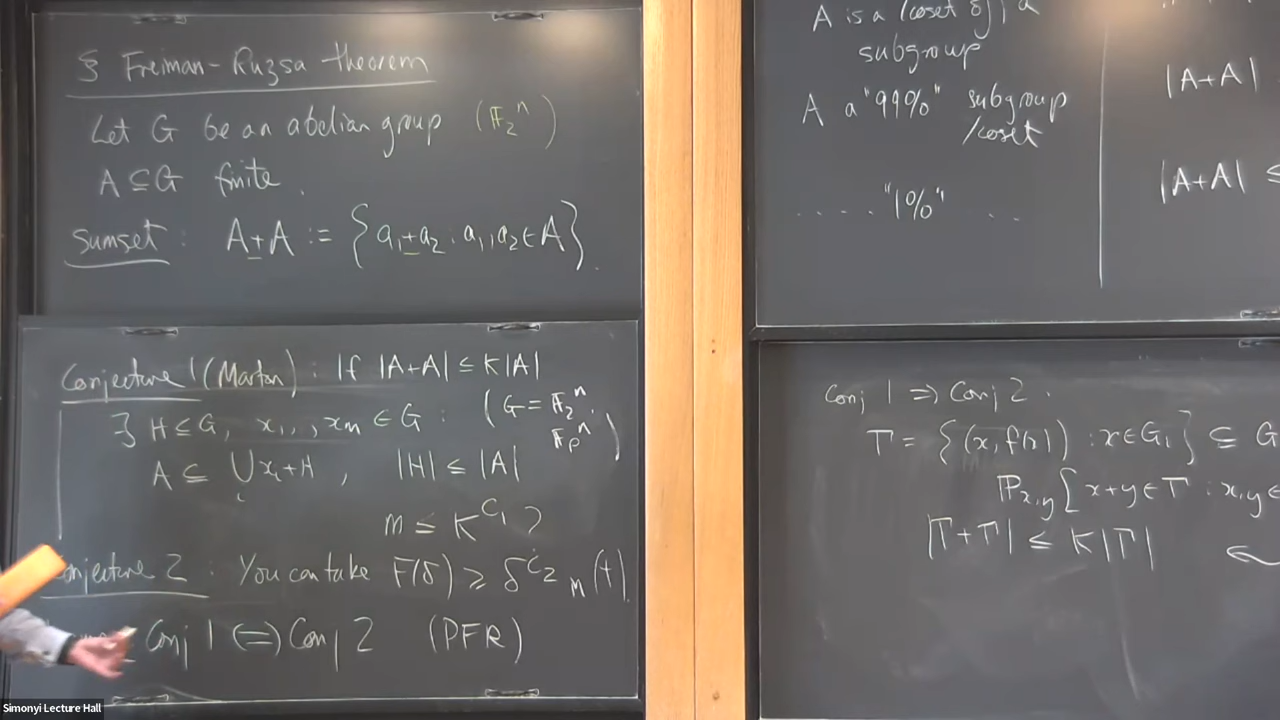 § Freiman-Ruzsa theorem
Let G be an abelian group (𝔽₂ⁿ)
A ⊆ G finite.
Sumset : A+A := {a₁+a₂ : a₁,a₂ ∈ A}.
Conjecture 1 (Marton) : If |A+A| ≤ K|A|
∃ H ≤ G, x₁,..,xₘ ∈ G : (G = 𝔽₂ⁿ,
𝔽ₚⁿ)
A ⊆ ⋃ᵢ xᵢ+H , |H| ≤ |A|
m ≤ K^{C₁} ?
Conjecture 2 : You can take F(δ) ≥ δ^{C₂} m(f).
Conj 1 ⟺ Conj 2 (PFR)
A is a (coset of) a
subgroup
A a "99%" subgroup
/coset
..... "1%" ...
|A+A|
|A+A| ≤
Conj 1 ⟹ Conj 2.
Γ = {(x, f(x)) : x ∈ G₁} ⊆ G
ℙ_{x,y}[x+y ∈ Γ : x,y ∈
|Γ+Γ| ≤ K|Γ|
Simonyi Lecture Hall